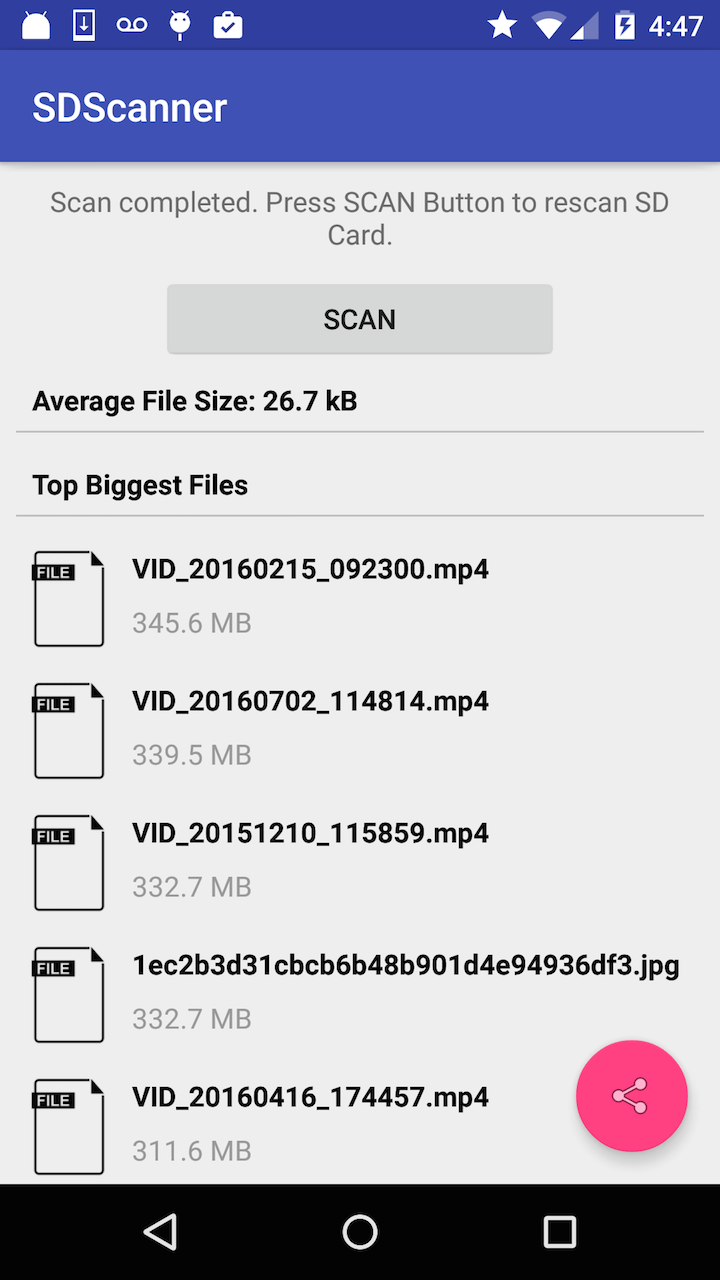 4:47
SDScanner
Scan completed. Press SCAN Button to rescan SD
Card.
SCAN
Average File Size: 26.7 kB
Top Biggest Files
FILE
VID_20160215_092300.mp4
345.6 MB
FILE
VID_20160702_114814.mp4
339.5 MB
FILE
VID_20151210_115859.mp4
332.7 MB
FILE
1ec2b3d31cbcb6b48b901d4e94936df3.jpg
332.7 MB
FILE
VID_20160416_174457.mp4
311.6 MB